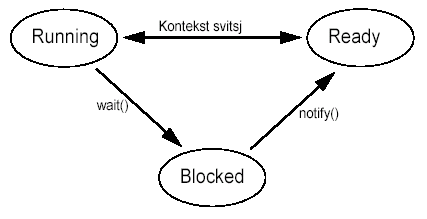 Kontekst svitsj
Running
Ready
wait()
notify()
Blocked